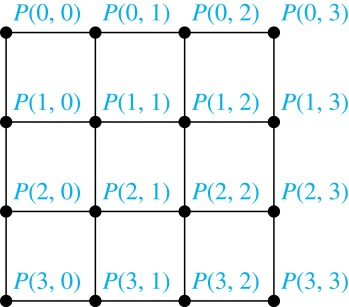 P(0, 0) P(0, 1) P(0, 2) P(0, 3)
P(1, 0) P(1, 1) P(1, 2) P(1, 3)
P(2, 0) P(2, 1) P(2, 2) P(2, 3)
P(3, 0) P(3, 1) P(3, 2) P(3, 3)